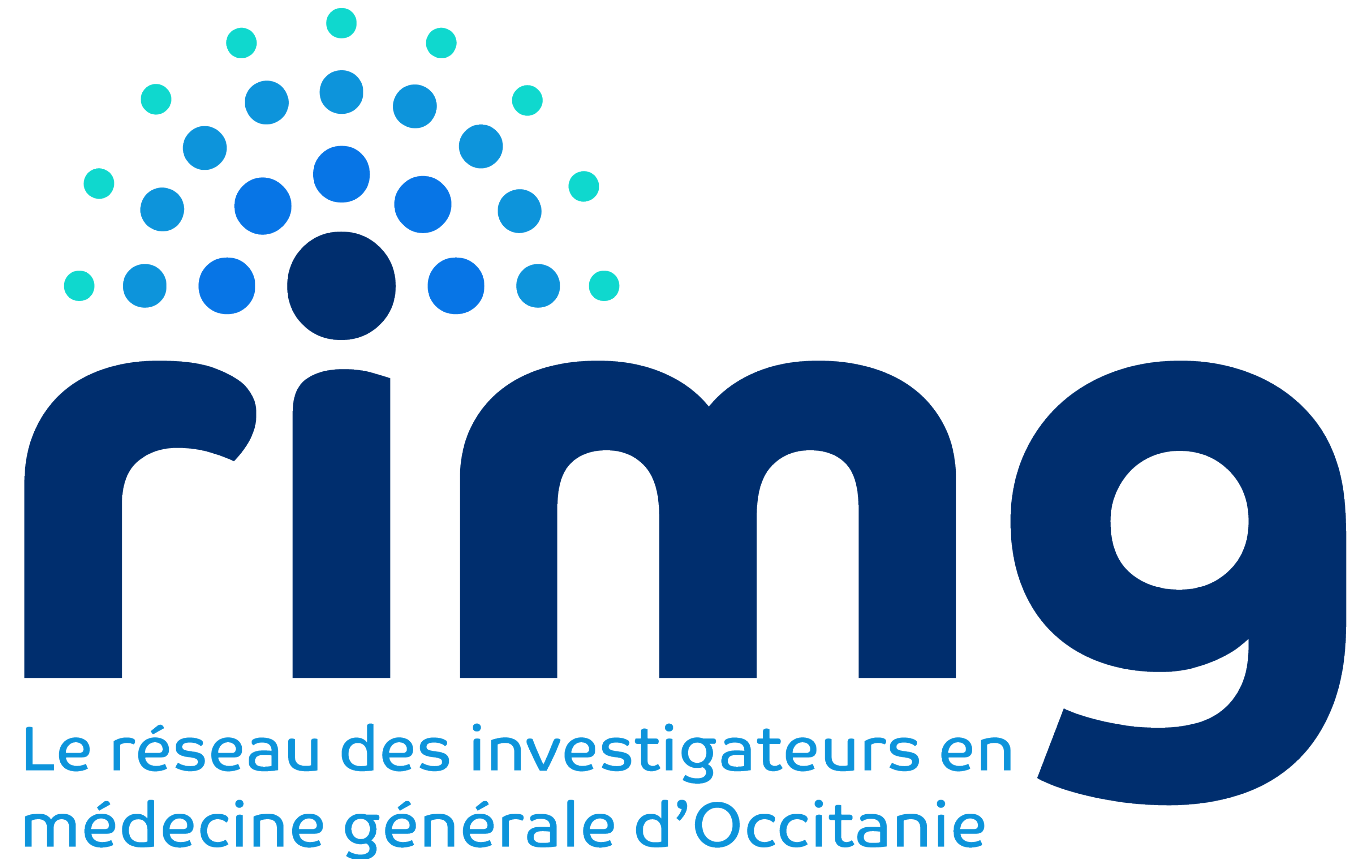 rimg
Le réseau des investigateurs en
médecine générale d’Occitanie